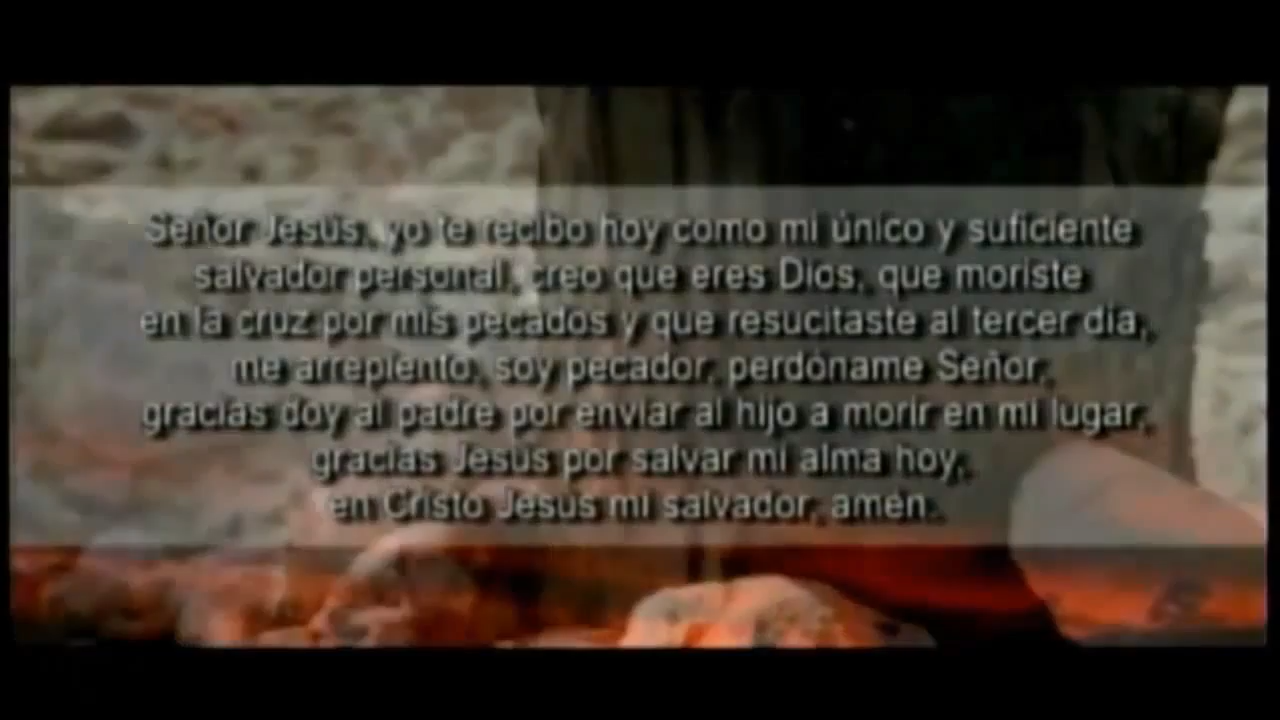 Señor Jesús, yo te recibo hoy como mi único y suficiente
salvador personal, creo que eres Dios, que moriste
en la cruz por mis pecados y que resucitaste al tercer día,
me arrepiento, soy pecador, perdóname Señor,
gracias doy al padre por enviar al hijo a morir en mi lugar,
gracias Jesús por salvar mi alma hoy,
en Cristo Jesús mi salvador, amén.